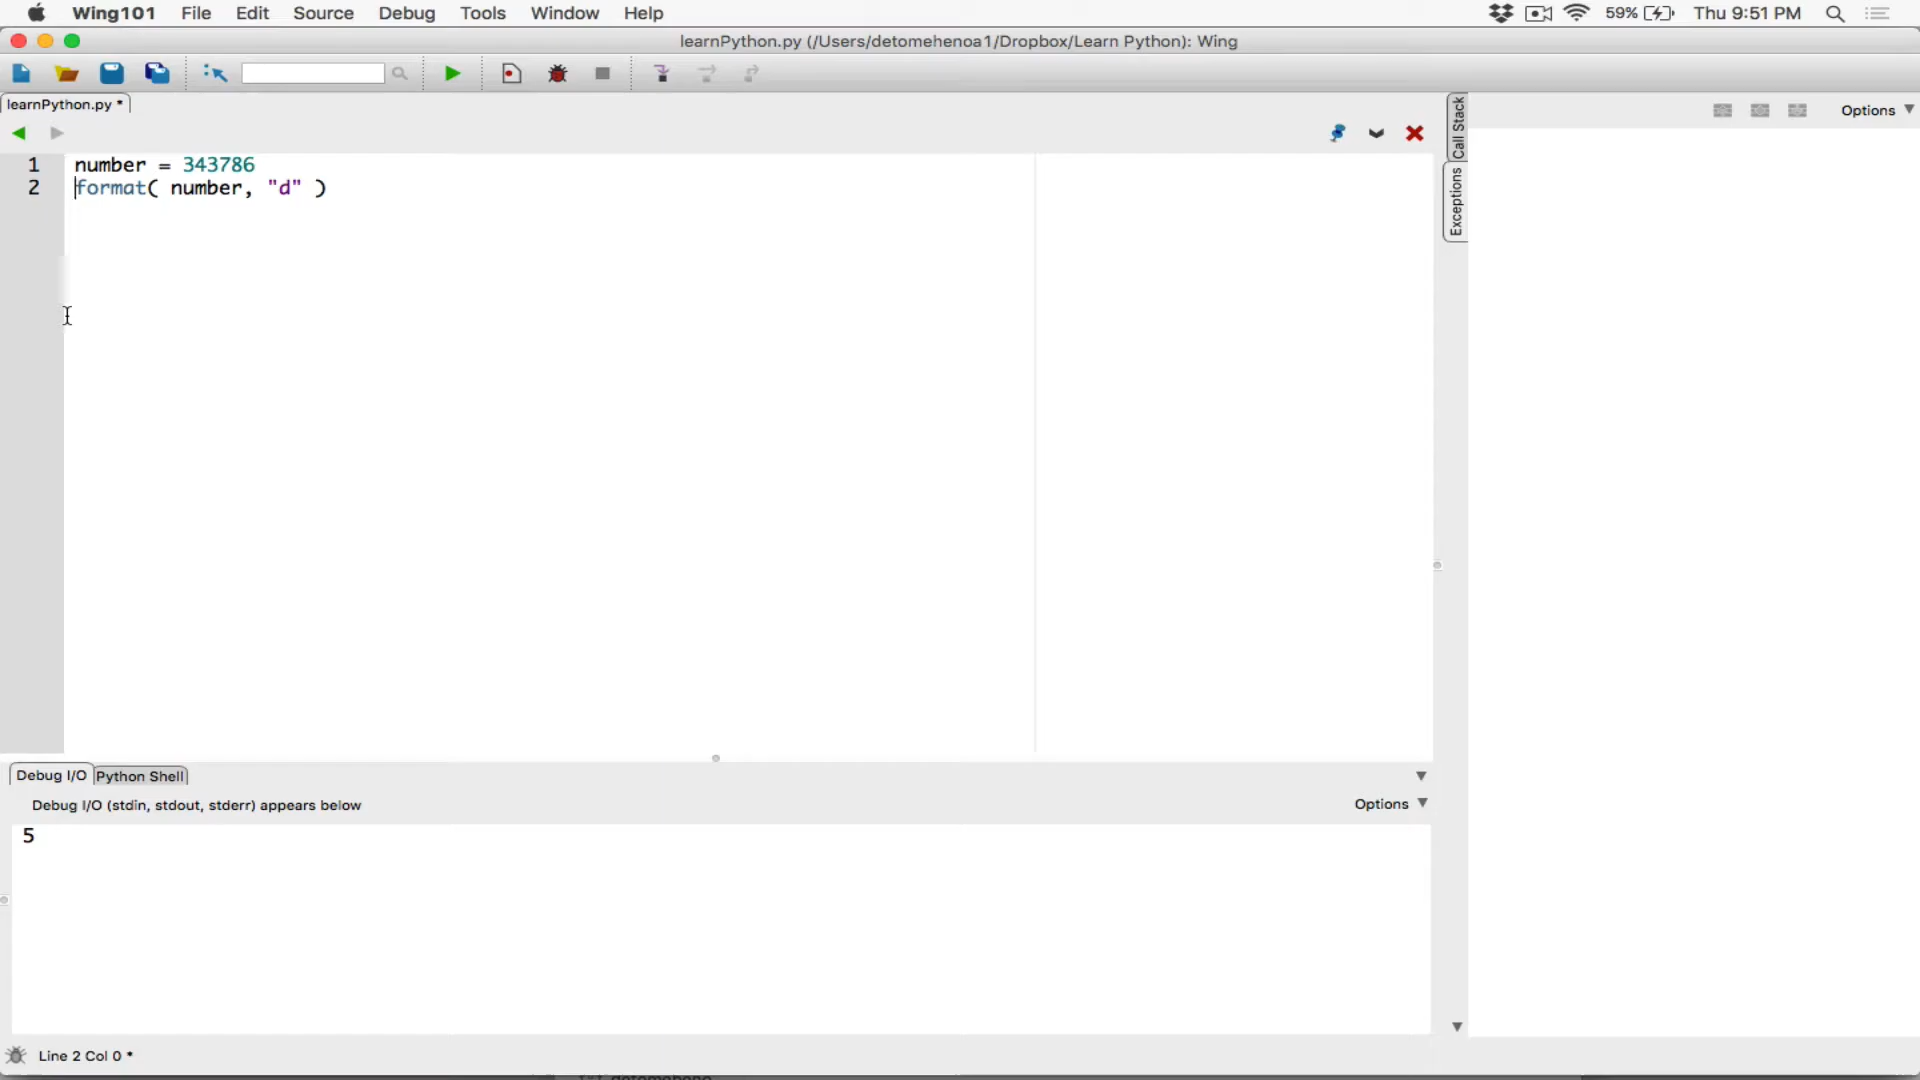 Wing101 File Edit Source Debug Tools Window Help 59% Thu 9:51 PM
learnPython.py (/Users/detomehenoa1/Dropbox/Learn Python): Wing
learnPython.py *
Options
Call Stack
Exceptions
1 number = 343786
2 format( number, "d" )
Debug I/O Python Shell
Debug I/O (stdin, stdout, stderr) appears below Options
5
Line 2 Col 0 *